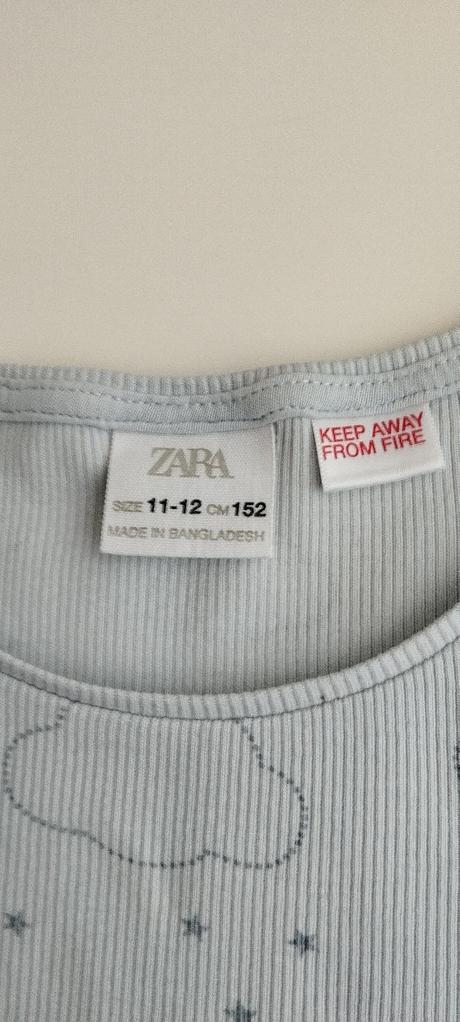 ZARA
SIZE 11-12 CM 152
MADE IN BANGLADESH
KEEP AWAY
FROM FIRE